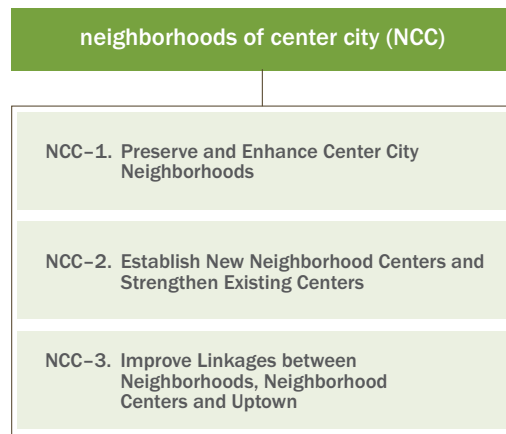 neighborhoods of center city (NCC)
NCC–1. Preserve and Enhance Center City
Neighborhoods
NCC–2. Establish New Neighborhood Centers and
Strengthen Existing Centers
NCC–3. Improve Linkages between
Neighborhoods, Neighborhood
Centers and Uptown